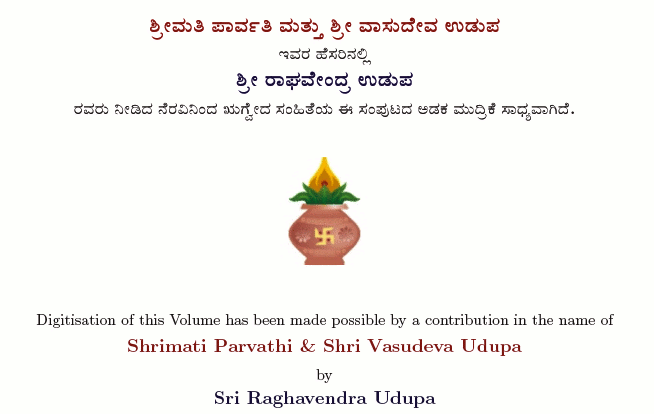 ಶ್ರೀಮತಿ ಪಾರ್ವತಿ ಮತ್ತು ಶ್ರೀ ವಾಸುದೇವ ಉಡುಪ
ಇವರ ಹೆಸರಿನಲ್ಲಿ
ಶ್ರೀ ರಾಘವೇಂದ್ರ ಉಡುಪ
ರವರು ನೀಡಿದ ನೆರವಿನಿಂದ ಋಗ್ವೇದ ಸಂಹಿತೆಯ ಈ ಸಂಪುಟದ ಅಡಕ ಮುದ್ರಿಕೆ ಸಾಧ್ಯವಾಗಿದೆ.
Digitisation of this Volume has been made possible by a contribution in the name of
Shrimati Parvathi & Shri Vasudeva Udupa
by
Sri Raghavendra Udupa